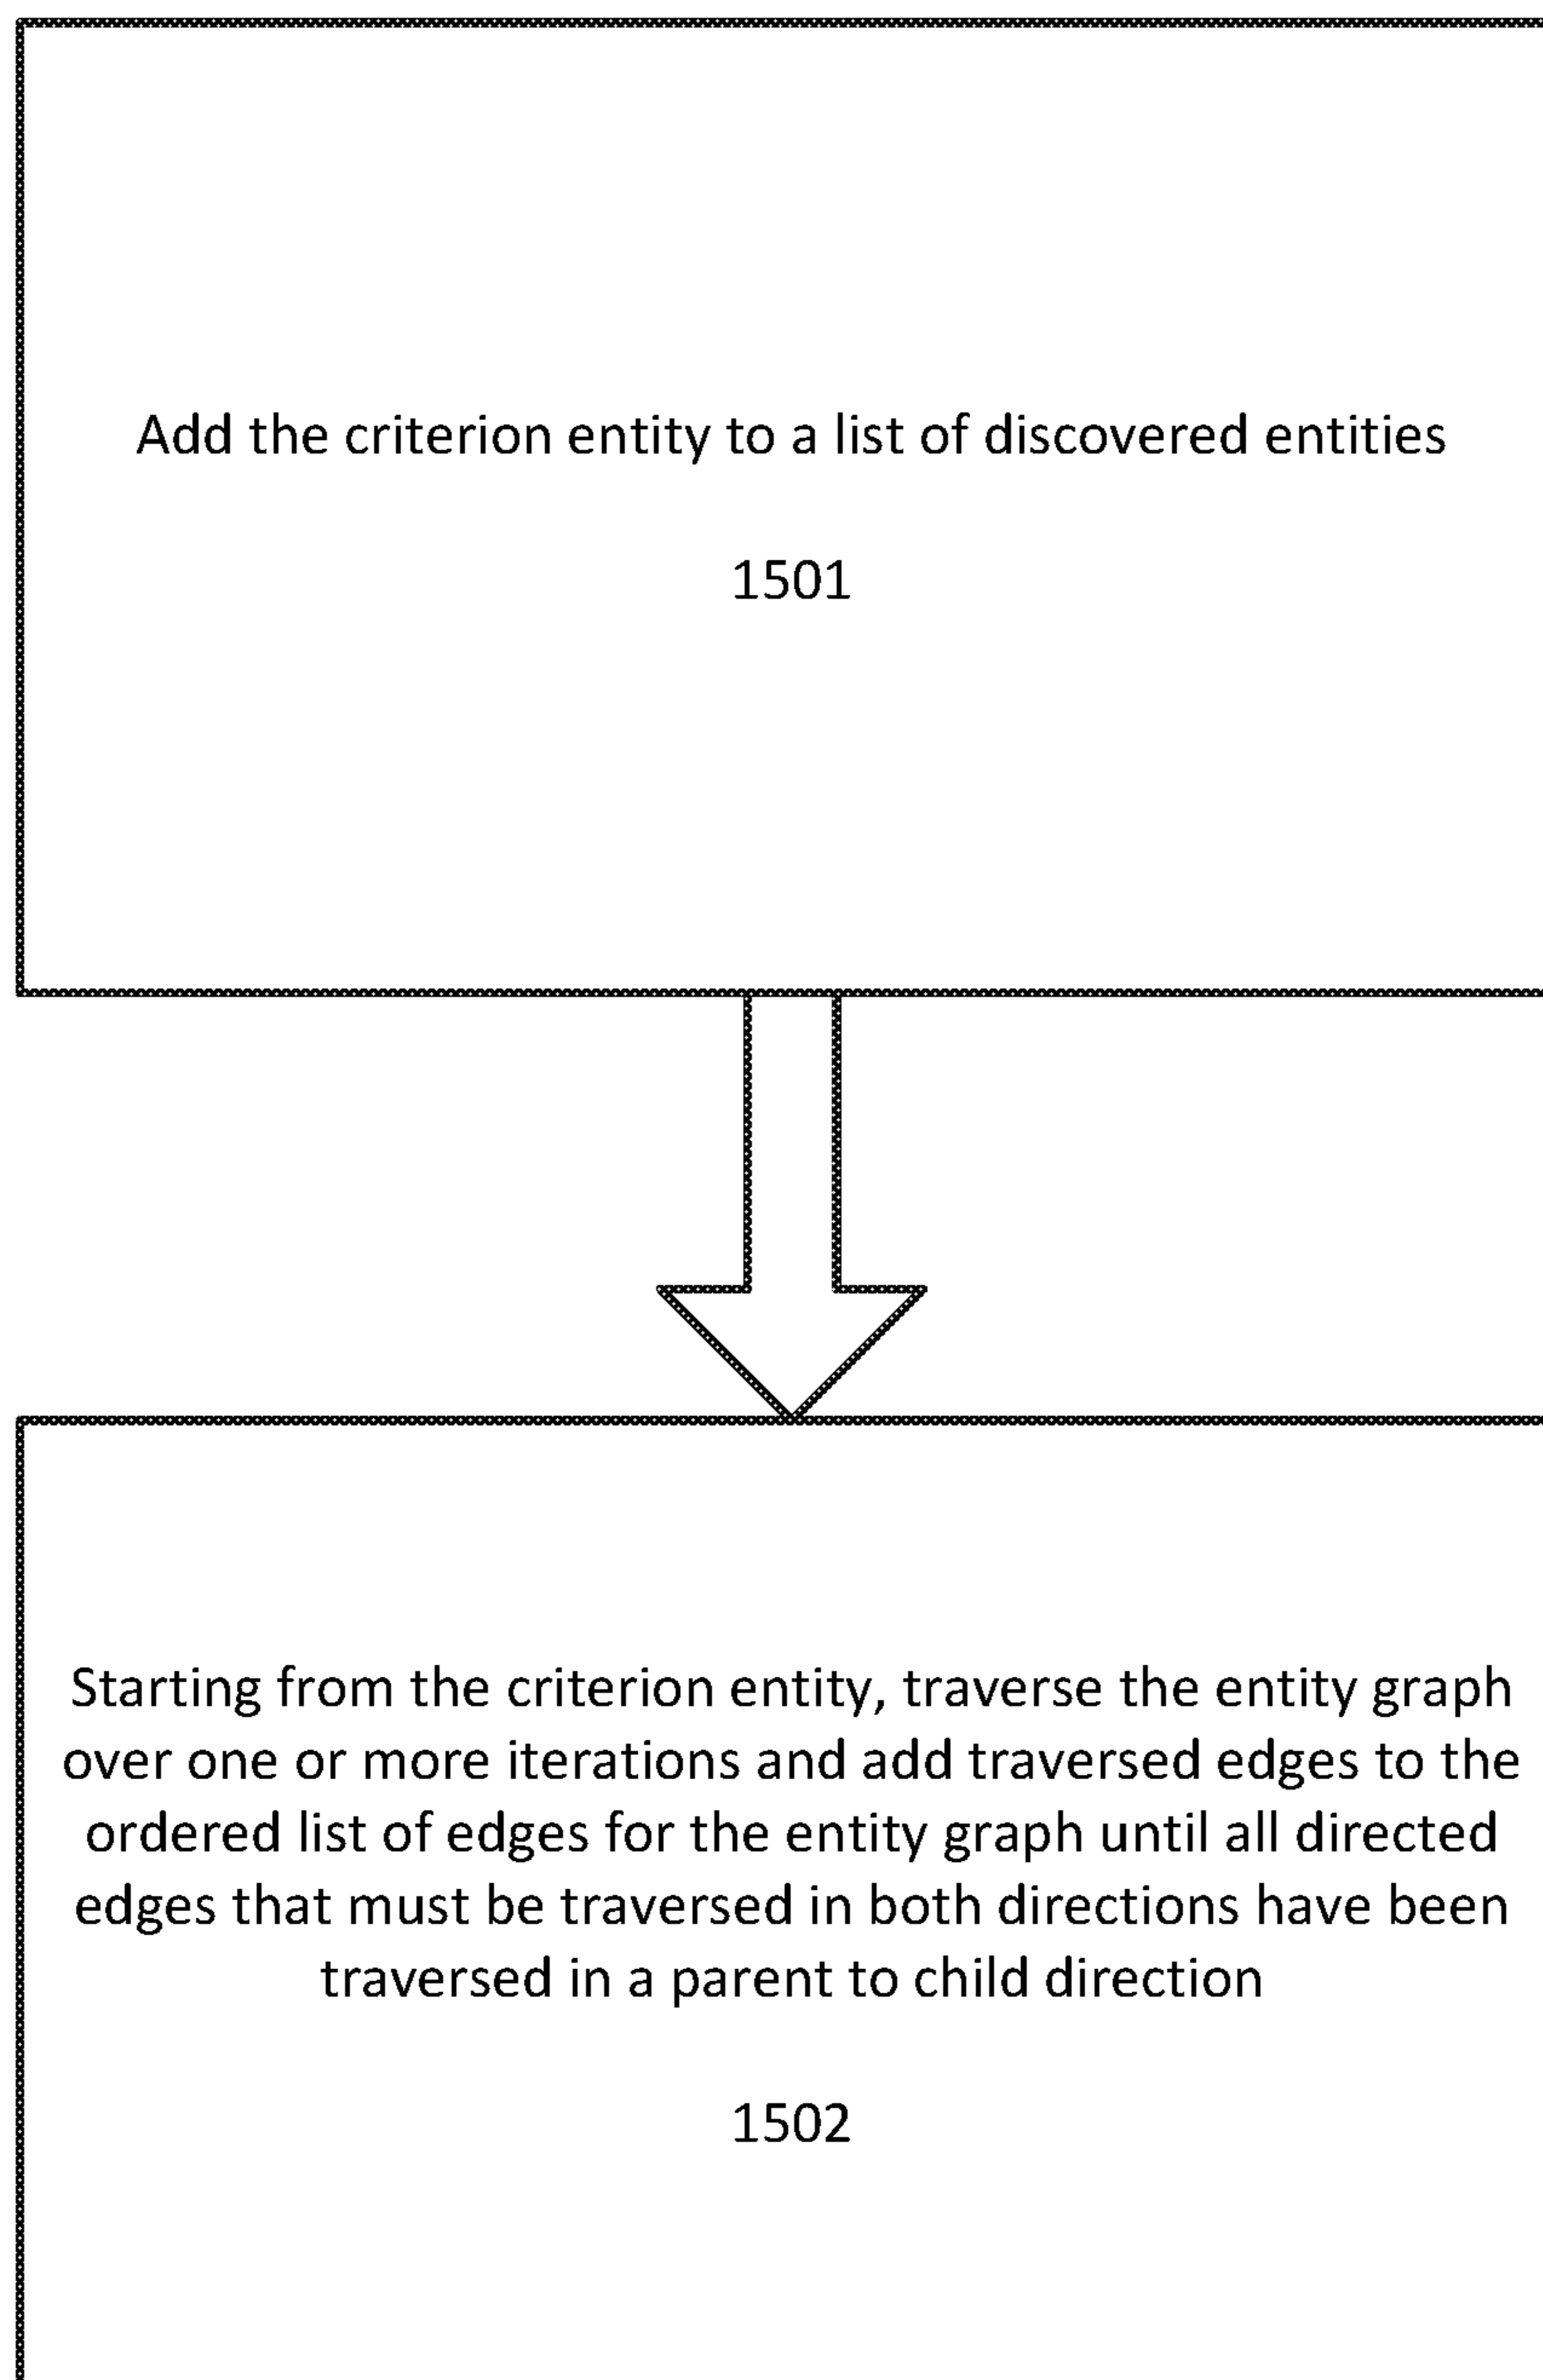 Add the criterion entity to a list of discovered entities
1501
Starting from the criterion entity, traverse the entity graph
over one or more iterations and add traversed edges to the
ordered list of edges for the entity graph until all directed
edges that must be traversed in both directions have been
traversed in a parent to child direction
1502